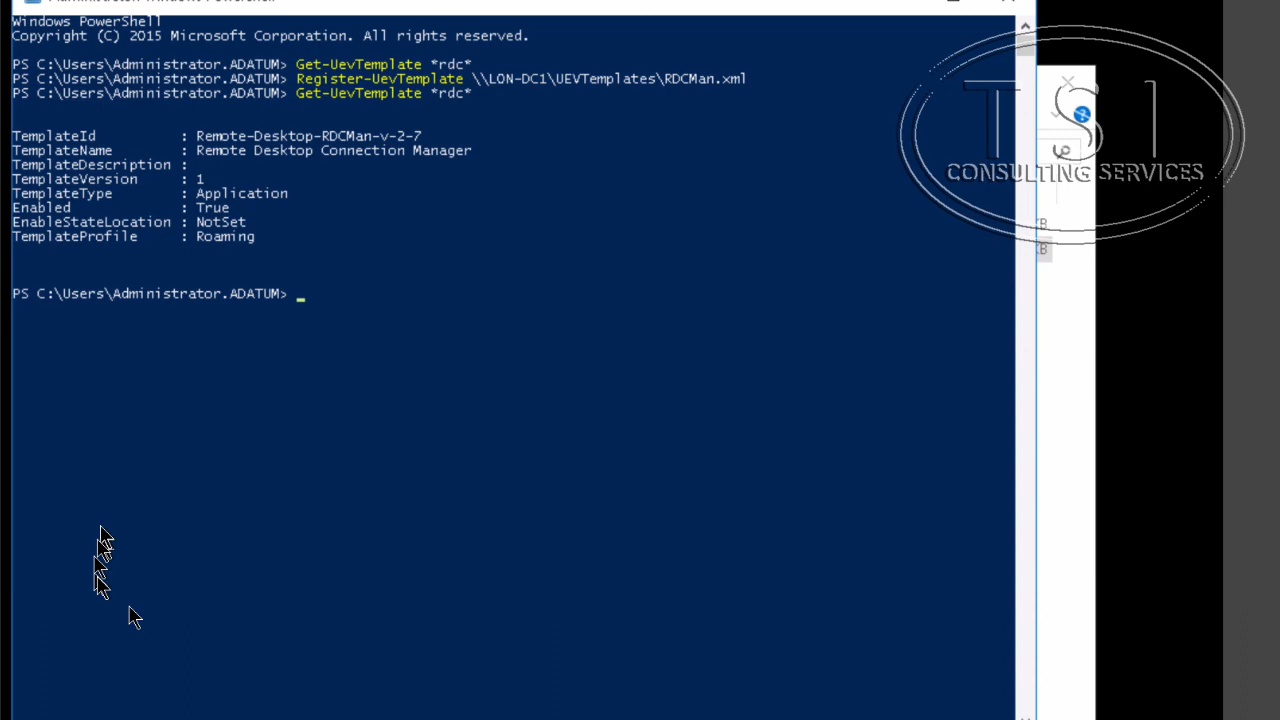 Windows PowerShell
Copyright (C) 2015 Microsoft Corporation. All rights reserved.
PS C:\Users\Administrator.ADATUM> Get-UevTemplate *rdc*
PS C:\Users\Administrator.ADATUM> Register-UevTemplate \\LON-DC1\UEVTemplates\RDCMan.xml
PS C:\Users\Administrator.ADATUM> Get-UevTemplate *rdc*
TemplateId : Remote-Desktop-RDCMan-v-2-7
TemplateName : Remote Desktop Connection Manager
TemplateDescription :
TemplateVersion : 1
TemplateType : Application
Enabled : True
EnableStateLocation : NotSet
TemplateProfile : Roaming
PS C:\Users\Administrator.ADATUM>
TSI
CONSULTING SERVICES
KB
KB